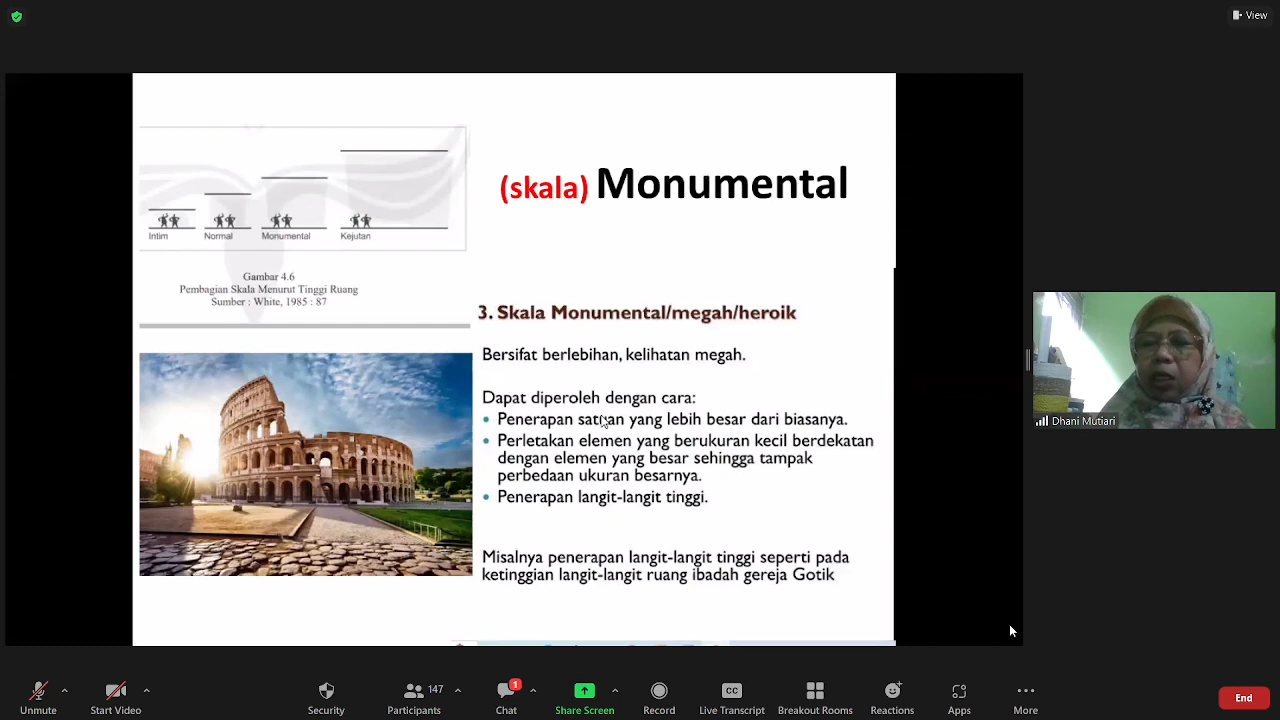 View
(skala) Monumental
Intim Normal Monumental Kejutan
Gambar 4.6
Pembagian Skala Menurut Tinggi Ruang
Sumber : White, 1985 : 87
3. Skala Monumental/megah/heroik
Bersifat berlebihan, kelihatan megah.
Dapat diperoleh dengan cara:
• Penerapan satuan yang lebih besar dari biasanya.
• Perletakan elemen yang berukuran kecil berdekatan
dengan elemen yang besar sehingga tampak
perbedaan ukuran besarnya.
• Penerapan langit-langit tinggi.
Misalnya penerapan langit-langit tinggi seperti pada
ketinggian langit-langit ruang ibadah gereja Gotik
Dhani Mutiari
147
1
CC
Unmute Start Video Security Participants Chat Share Screen Record Live Transcript Breakout Rooms Reactions Apps More End